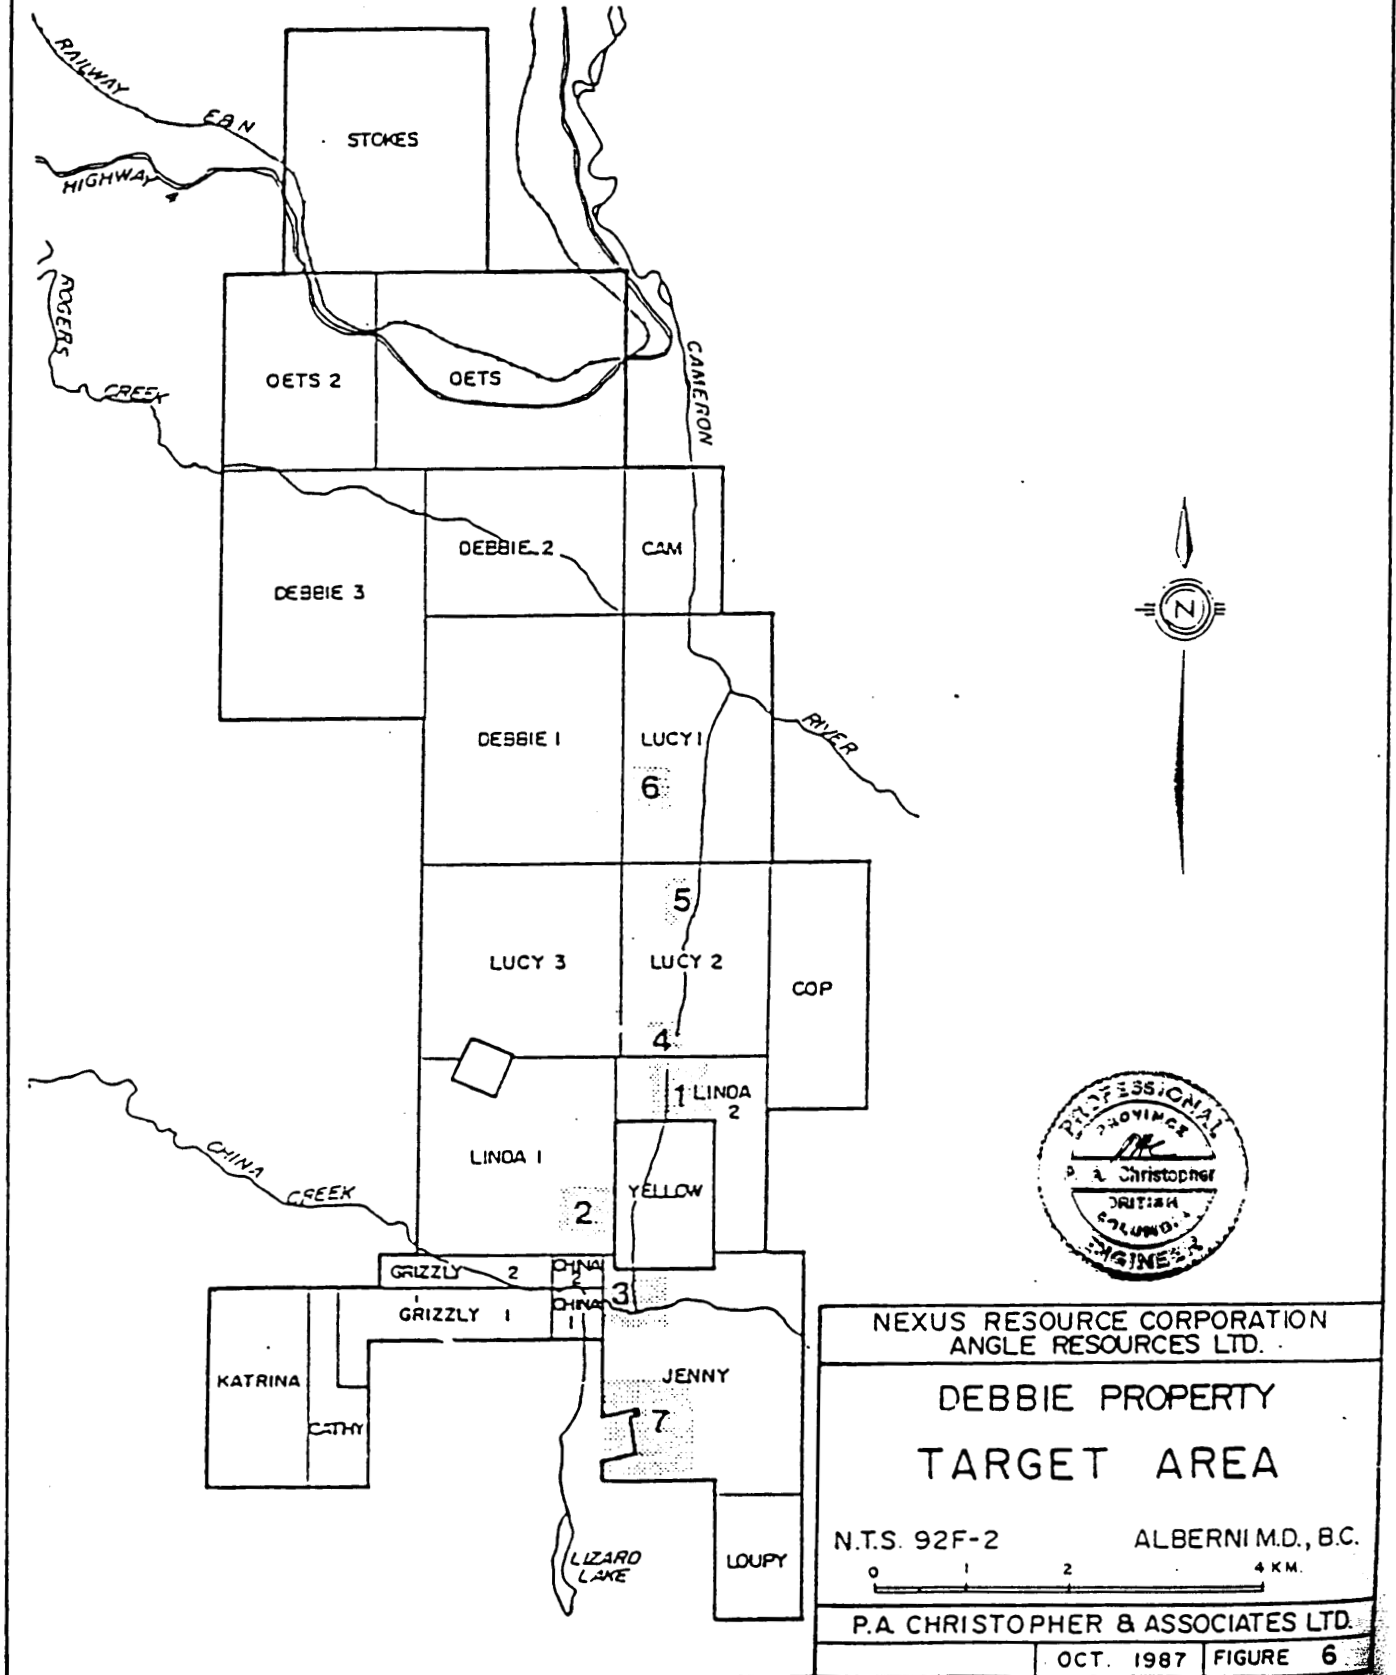 RAILWAY
E&N
STOKES
HIGHWAY 4
ROGERS
CREEK
OETS 2
OETS
CAMERON
DEBBIE 2
CAM
DEBBIE 3
N
DEBBIE 1
LUCY 1
RIVER
6
5
LUCY 3
LUCY 2
COP
4
1
LINDA
2
CHINA
CREEK
LINDA 1
YELLOW
2
PROFESSIONAL
PROVINCE
P. A. Christopher
BRITISH
COLUMBIA
ENGINEER
GRIZZLY 2
CHINA
2
3
GRIZZLY 1
CHINA
1
KATRINA
CATHY
JENNY
7
LIZARD
LAKE
LOUPY
NEXUS RESOURCE CORPORATION
ANGLE RESOURCES LTD.
DEBBIE PROPERTY
TARGET AREA
N.T.S. 92F-2 ALBERNI M.D., B.C.
0 1 2 4 KM.
P.A. CHRISTOPHER & ASSOCIATES LTD.
OCT. 1987 FIGURE 6